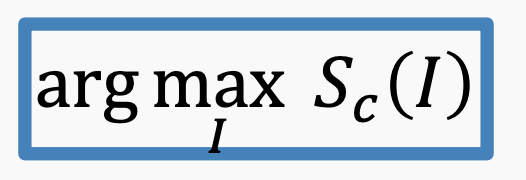 arg max S_c(I)
I